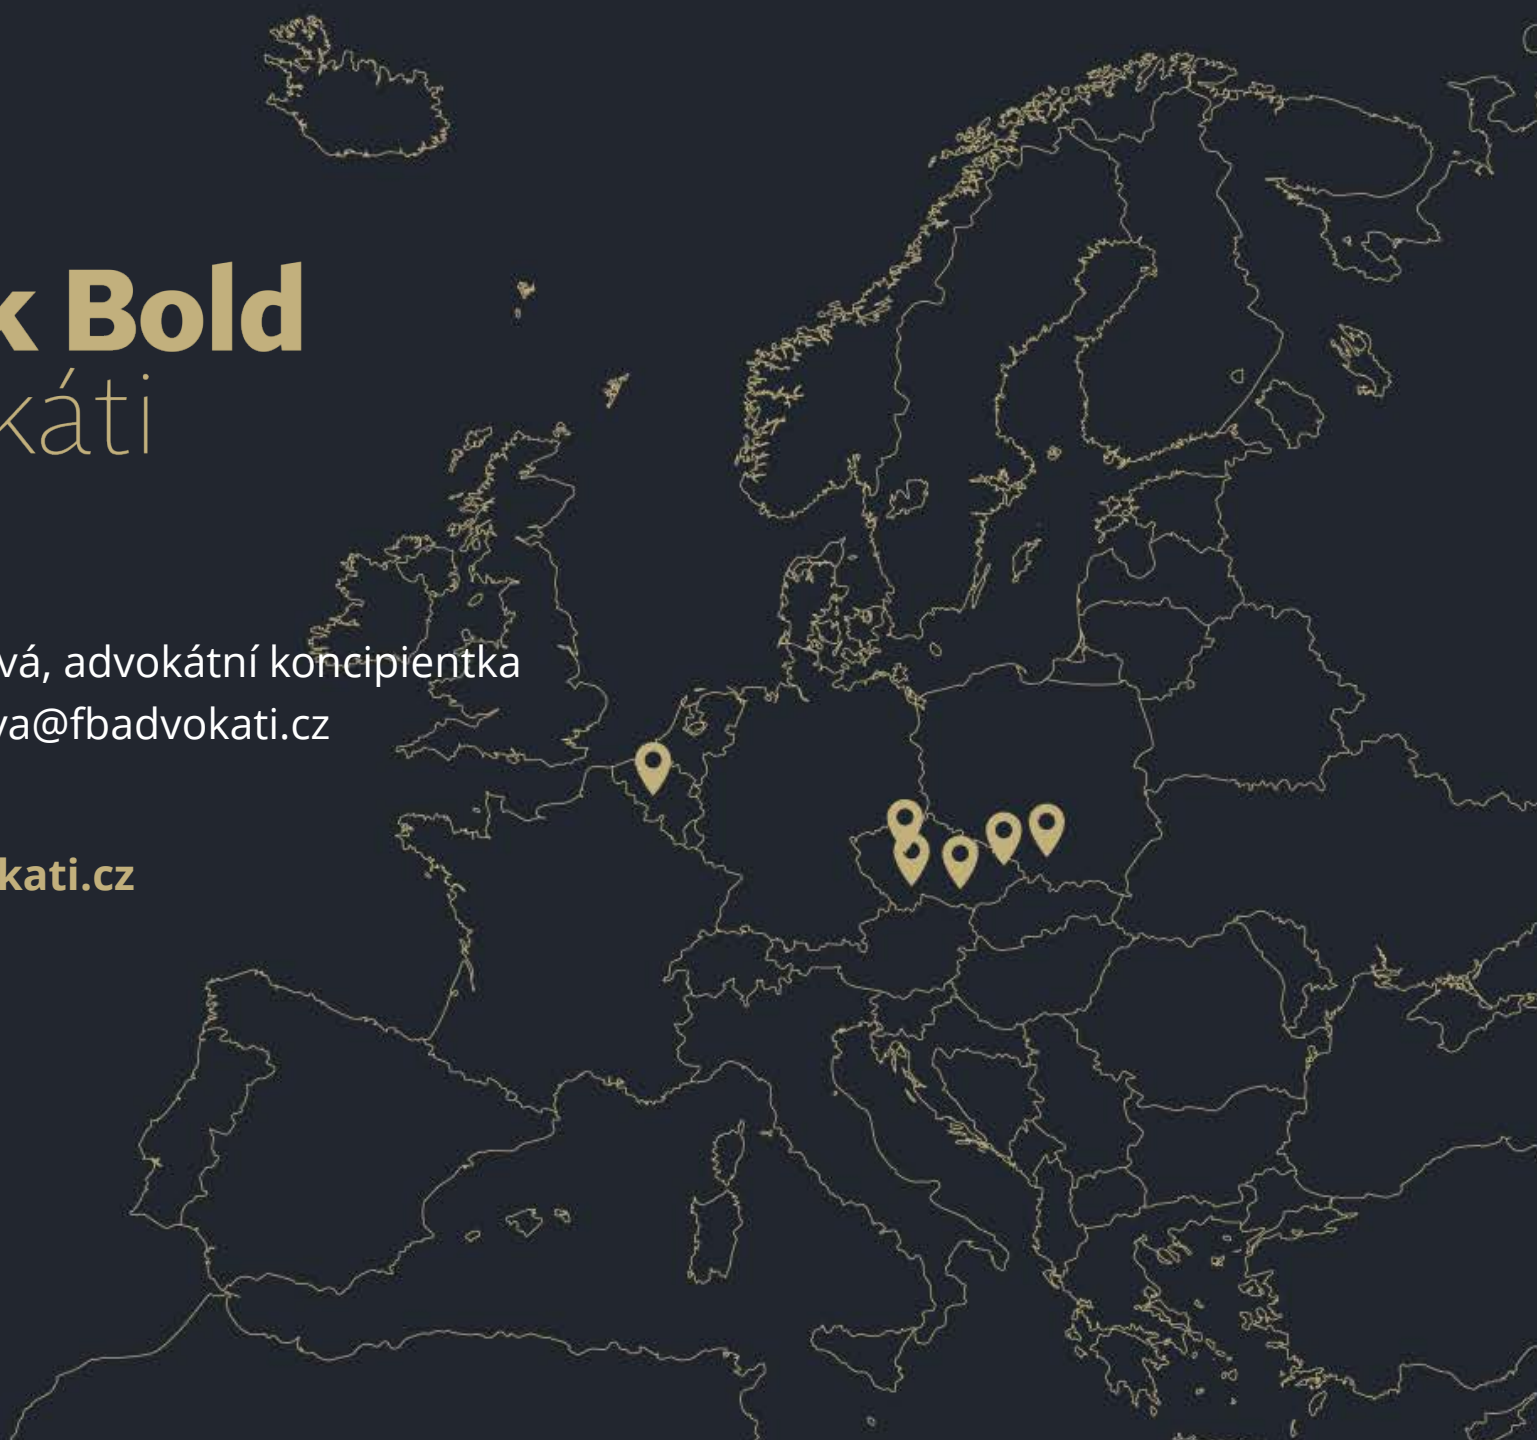 k Bold
káti
vá, advokátní koncipientka
va@fbadvokati.cz
kati.cz